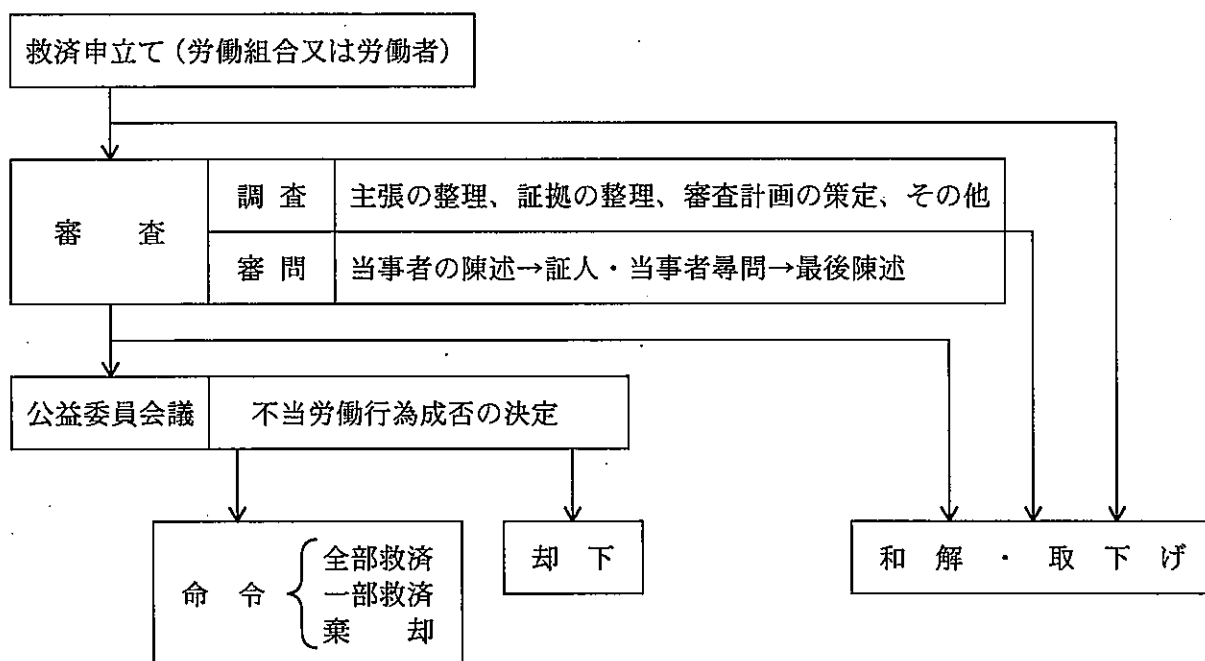 救済申立て（労働組合又は労働者）
審査
調査 主張の整理、証拠の整理、審査計画の策定、その他
審問 当事者の陳述→証人・当事者尋問→最後陳述
公益委員会議 不当労働行為成否の決定
命令
全部救済
一部救済
棄却
却下
和解・取下げ